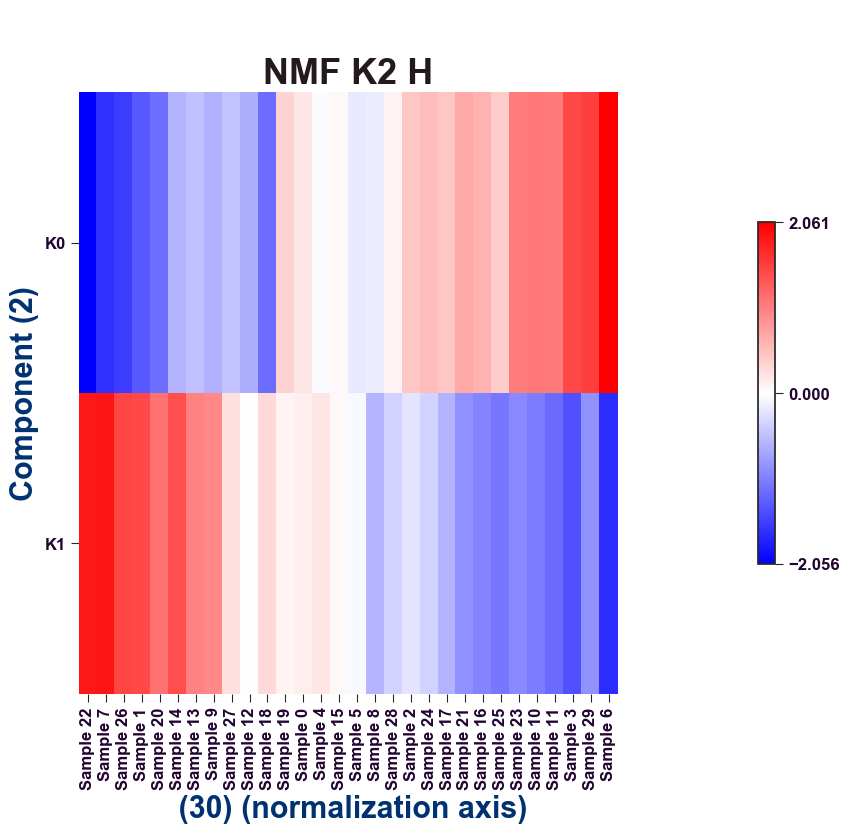 NMF K2 H
K0
K1
Component (2)
2.061
0.000
−2.056
Sample 22
Sample 7
Sample 26
Sample 1
Sample 20
Sample 14
Sample 13
Sample 9
Sample 27
Sample 12
Sample 18
Sample 19
Sample 0
Sample 4
Sample 15
Sample 5
Sample 8
Sample 28
Sample 2
Sample 24
Sample 17
Sample 21
Sample 16
Sample 25
Sample 23
Sample 10
Sample 11
Sample 3
Sample 29
Sample 6
(30) (normalization axis)